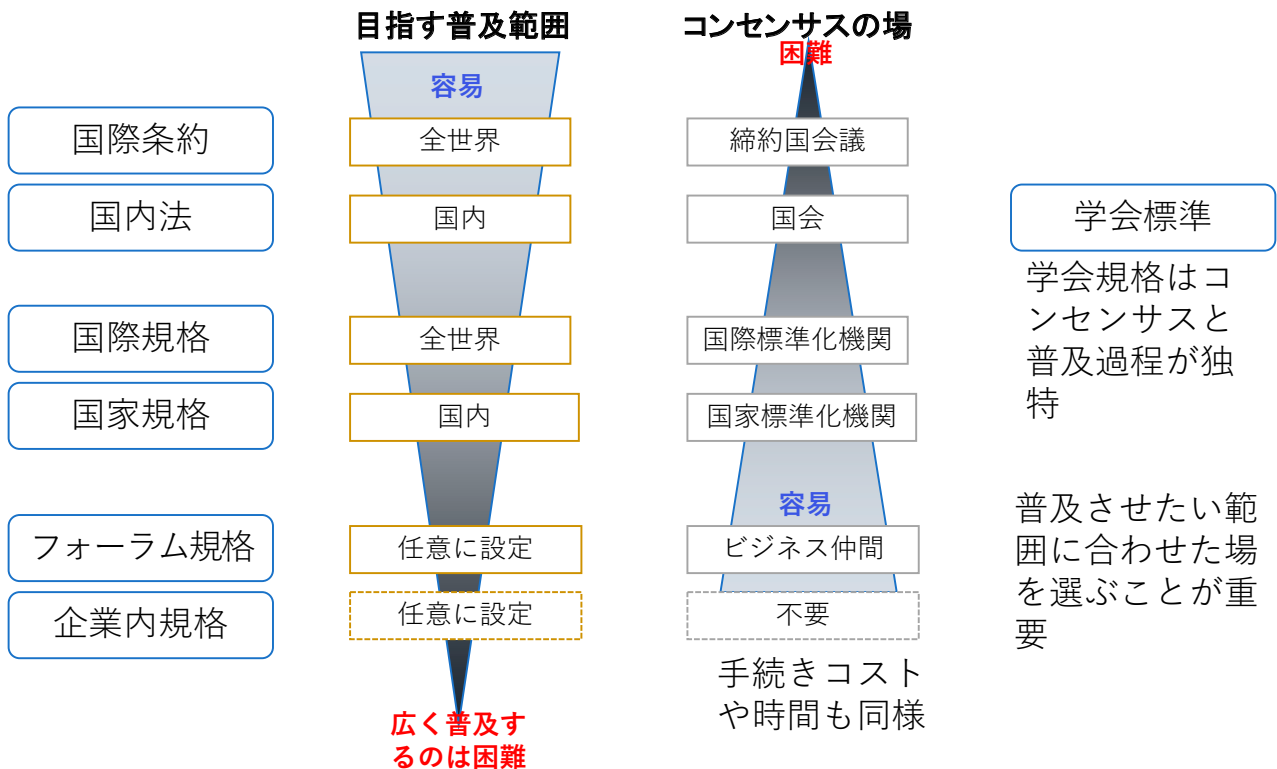 目指す普及範囲
コンセンサスの場
容易
困難
国際条約
全世界
締約国会議
国内法
国内
国会
学会標準
学会規格はコ
ンセンサスと
普及過程が独
特
国際規格
全世界
国際標準化機関
国家規格
国内
国家標準化機関
容易
フォーラム規格
任意に設定
ビジネス仲間
普及させたい範
囲に合わせた場
を選ぶことが重
要
企業内規格
任意に設定
不要
手続きコスト
や時間も同様
広く普及す
るのは困難